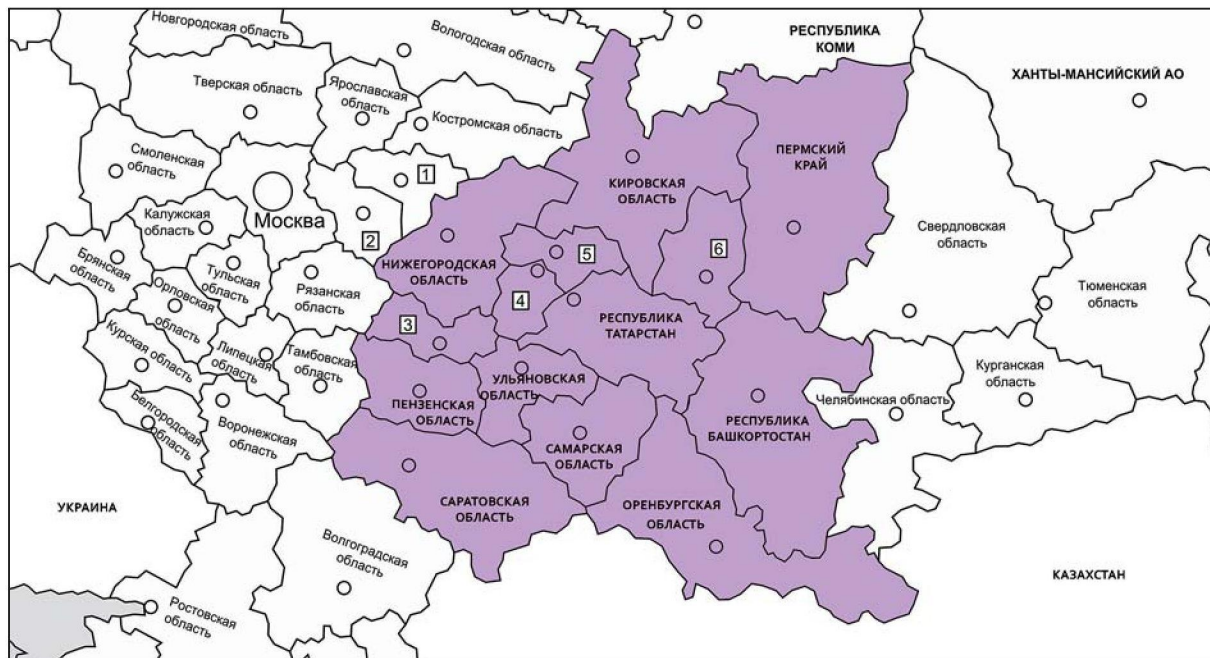 Новгородская область
Вологодская область
РЕСПУБЛИКА
КОМИ
ХАНТЫ-МАНСИЙСКИЙ АО
Тверская область
Ярославская
область
Костромская область
Смоленская
область
1
ПЕРМСКИЙ
КРАЙ
КИРОВСКАЯ
ОБЛАСТЬ
Москва
Калужская
область
2
5
6
Свердловская
область
Брянская
область
Тульская
область
Рязанская
область
НИЖЕГОРОДСКАЯ
ОБЛАСТЬ
Тюменская
область
Орловская
область
4
3
РЕСПУБЛИКА
ТАТАРСТАН
Курская область
Липецкая
область
Тамбовская
область
УЛЬЯНОВСКАЯ
ОБЛАСТЬ
Курганская
область
Челябинская область
Белгородская
область
Воронежская
область
ПЕНЗЕНСКАЯ
ОБЛАСТЬ
РЕСПУБЛИКА
БАШКОРТОСТАН
САМАРСКАЯ
ОБЛАСТЬ
УКРАИНА
САРАТОВСКАЯ
ОБЛАСТЬ
ОРЕНБУРГСКАЯ
ОБЛАСТЬ
Волгоградская
область
КАЗАХСТАН
Ростовская
область